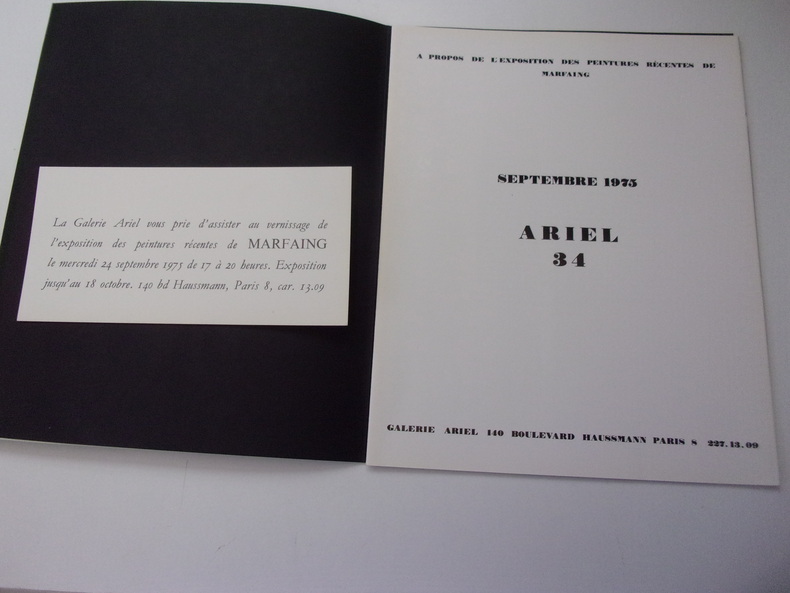 La Galerie Ariel vous prie d'assister au vernissage de
l'exposition des peintures récentes de MARFAING
le mercredi 24 septembre 1975 de 17 à 20 heures. Exposition
jusqu'au 18 octobre. 140 bd Haussmann, Paris 8, car. 13.09
A PROPOS DE L'EXPOSITION DES PEINTURES RÉCENTES DE
MARFAING
SEPTEMBRE 1975
ARIEL
34
GALERIE ARIEL 140 BOULEVARD HAUSSMANN PARIS 8 227.13.09